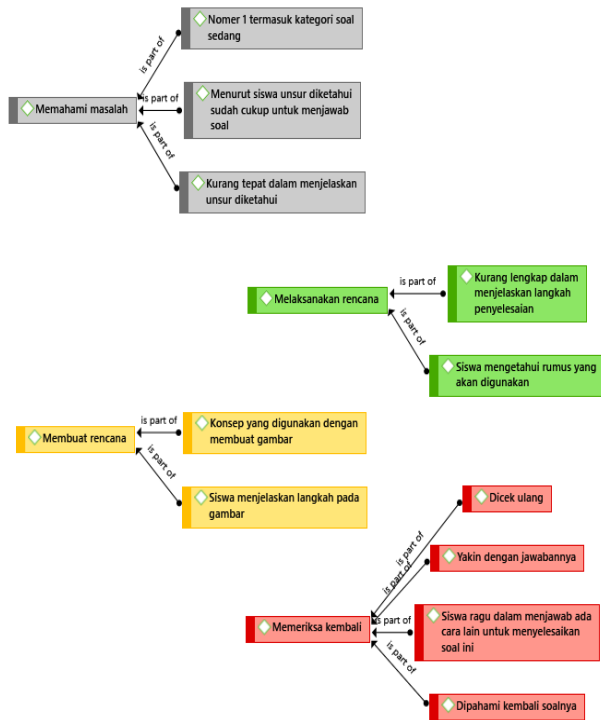 Nomer 1 termasuk kategori soal
sedang
is part of
Memahami masalah
is part of
Menurut siswa unsur diketahui
sudah cukup untuk menjawab
soal
is part of
Kurang tepat dalam menjelaskan
unsur diketahui
Melaksanakan rencana
is part of
Kurang lengkap dalam
menjelaskan langkah
penyelesaian
is part of
Siswa mengetahui rumus yang
akan digunakan
Membuat rencana
is part of
Konsep yang digunakan dengan
membuat gambar
is part of
Siswa menjelaskan langkah pada
gambar
Dicek ulang
is part of
Yakin dengan jawabannya
is part of
Memeriksa kembali
is part of
Siswa ragu dalam menjawab ada
cara lain untuk menyelesaikan
soal ini
is part of
Dipahami kembali soalnya